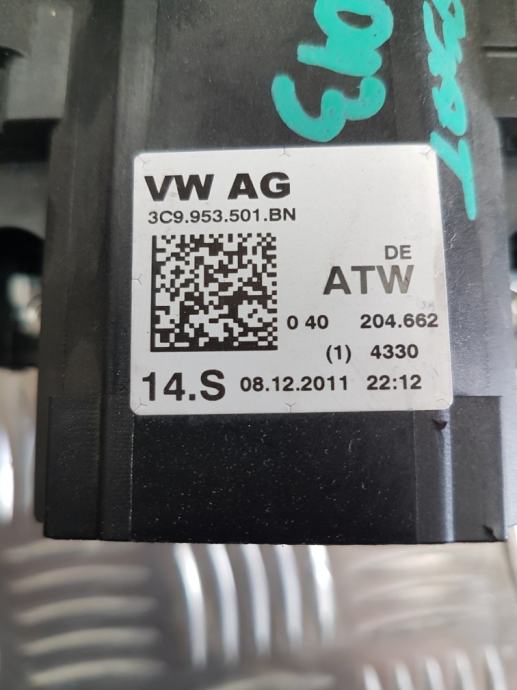 043
VW AG
3C9.953.501.BN
DE
ATW
0 40 204.662
(1) 4330
14.S 08.12.2011 22:12